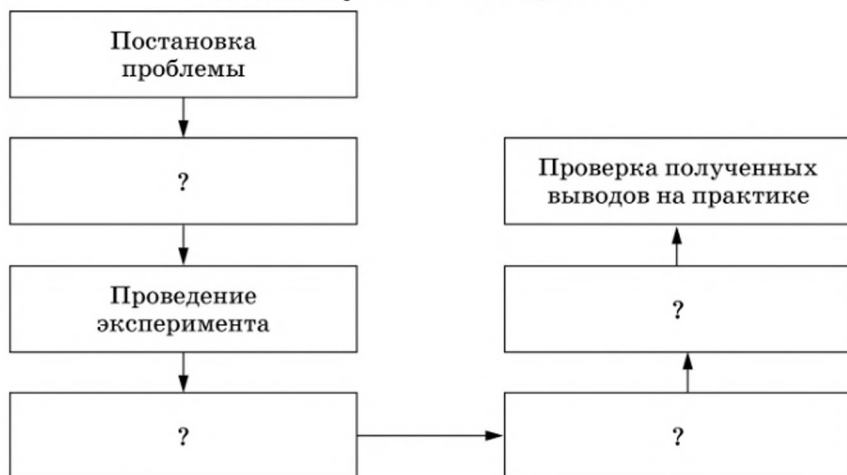 Постановка
проблемы
?
Проведение
эксперимента
?
Проверка полученных
выводов на практике
?
?